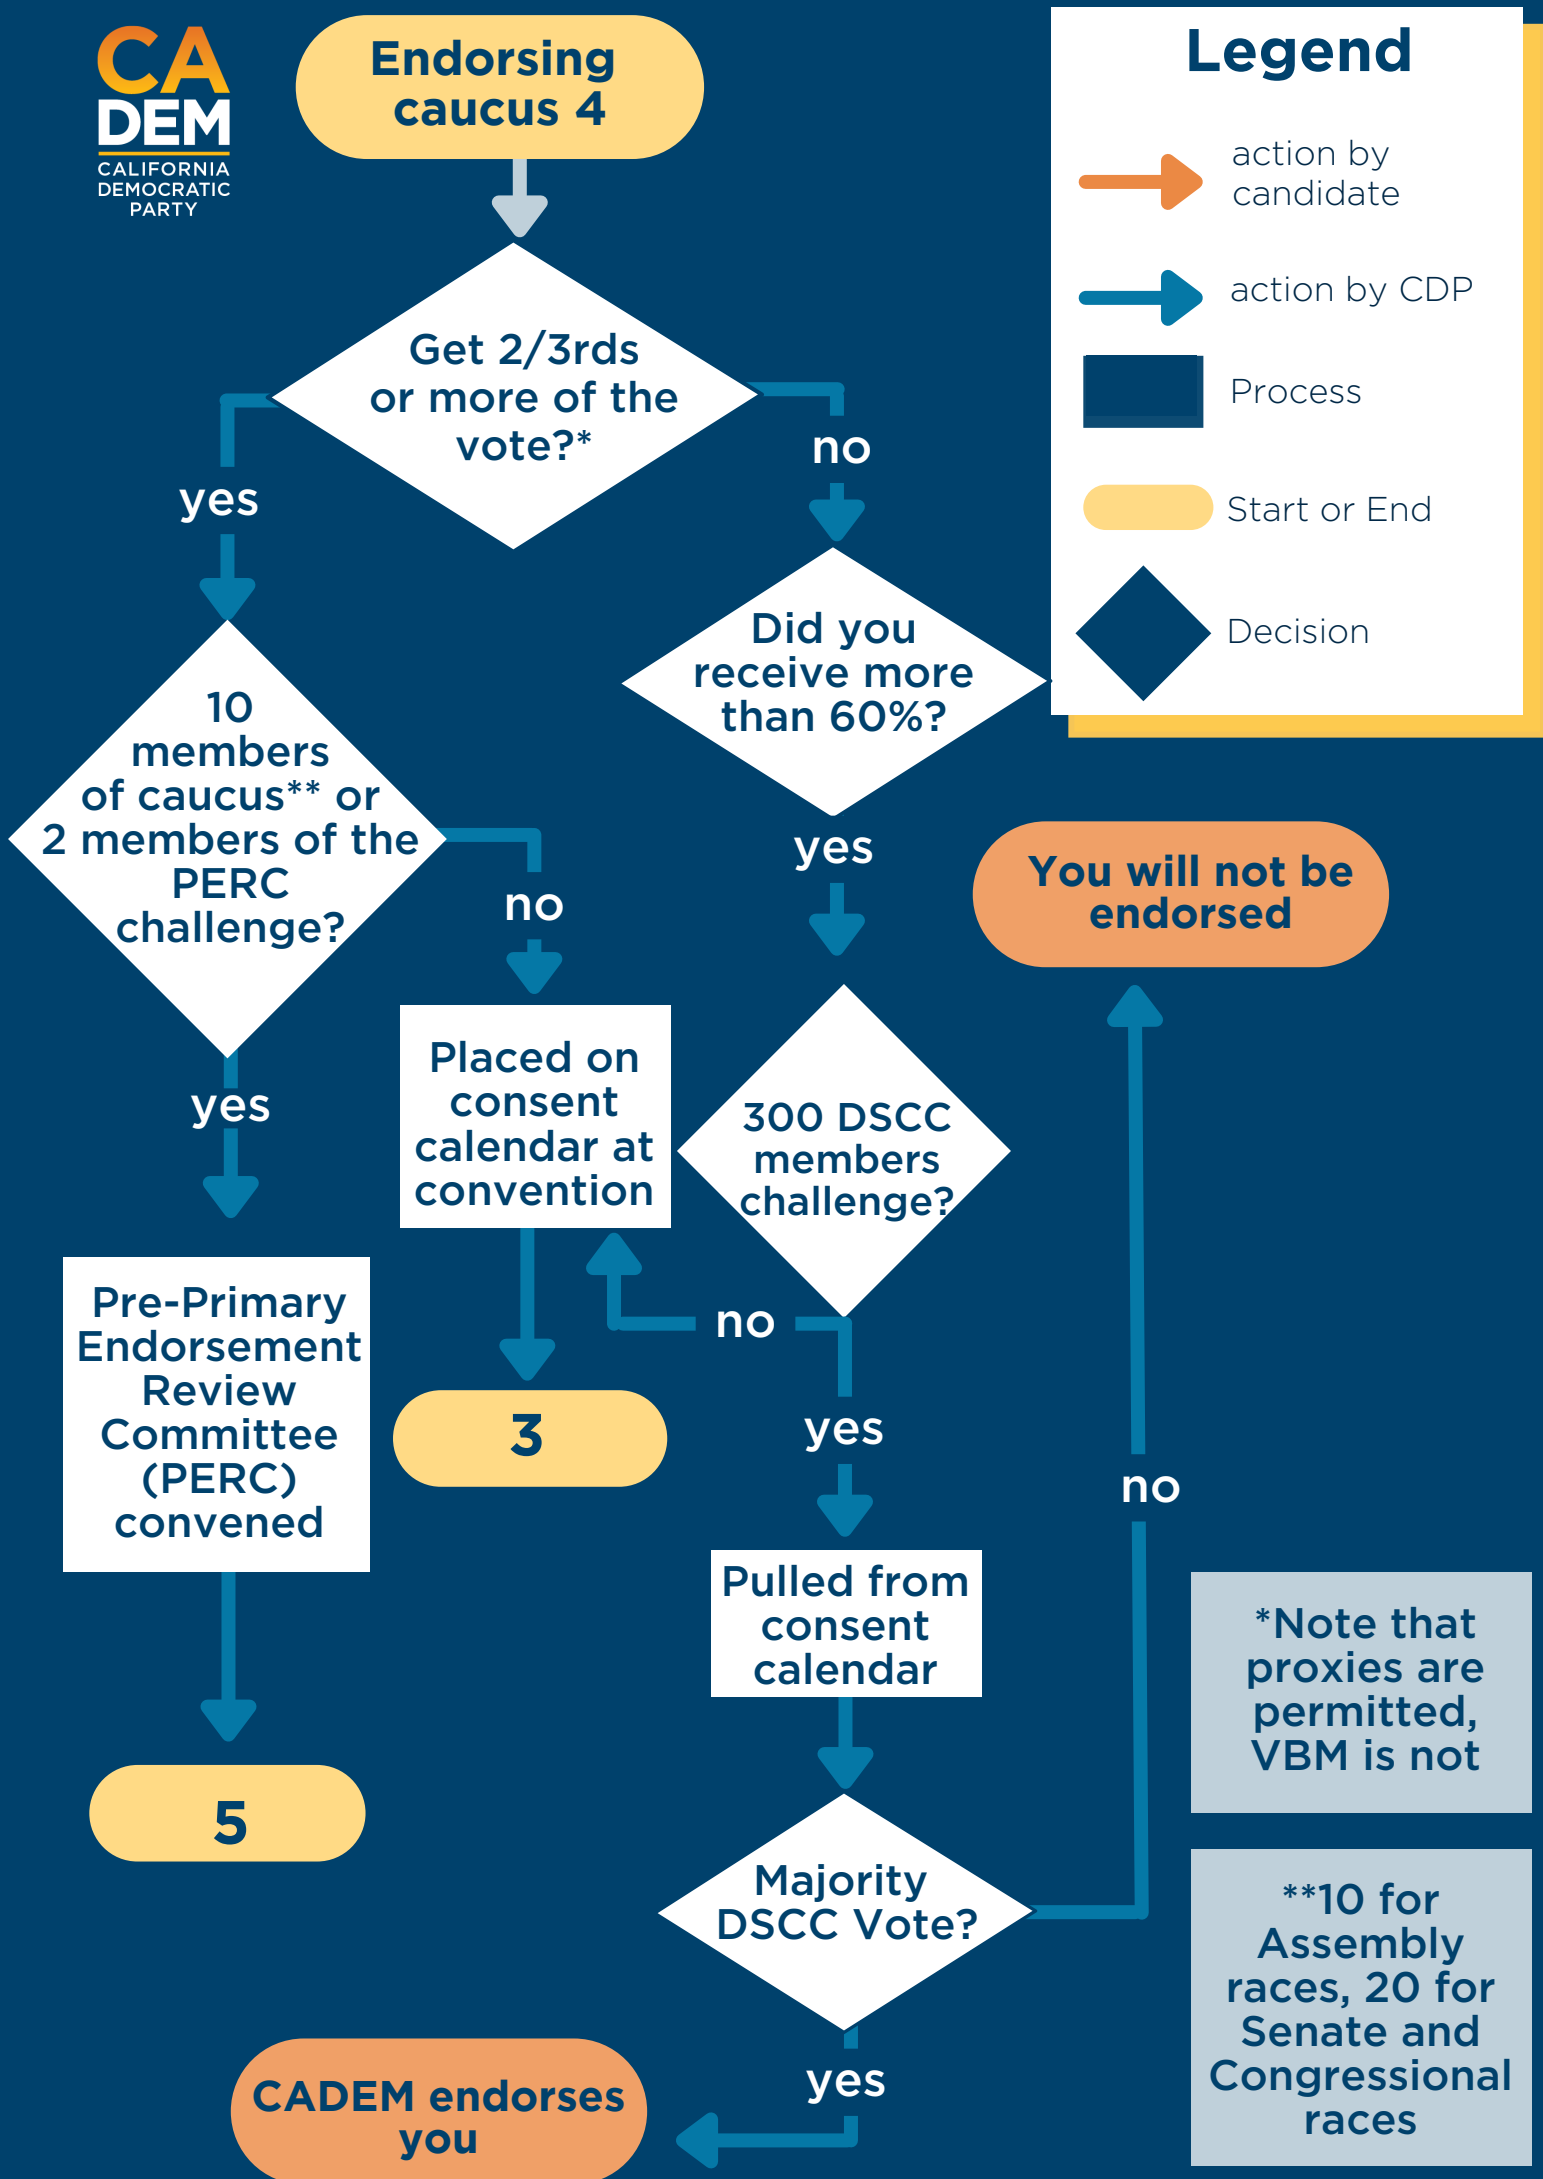 CA
DEM
CALIFORNIA
DEMOCRATIC
PARTY
Endorsing
caucus 4
Legend
action by
candidate
action by CDP
Process
Start or End
Decision
Get 2/3rds
or more of the
vote?*
yes
no
Did you
receive more
than 60%?
10
members
of caucus** or
2 members of the
PERC
challenge?
no
yes
You will not be
endorsed
yes
Placed on
consent
calendar at
convention
300 DSCC
members
challenge?
Pre-Primary
Endorsement
Review
Committee
(PERC)
convened
no
3
yes
no
Pulled from
consent
calendar
*Note that
proxies are
permitted,
VBM is not
5
Majority
DSCC Vote?
**10 for
Assembly
races, 20 for
Senate and
Congressional
races
yes
CADEM endorses
you